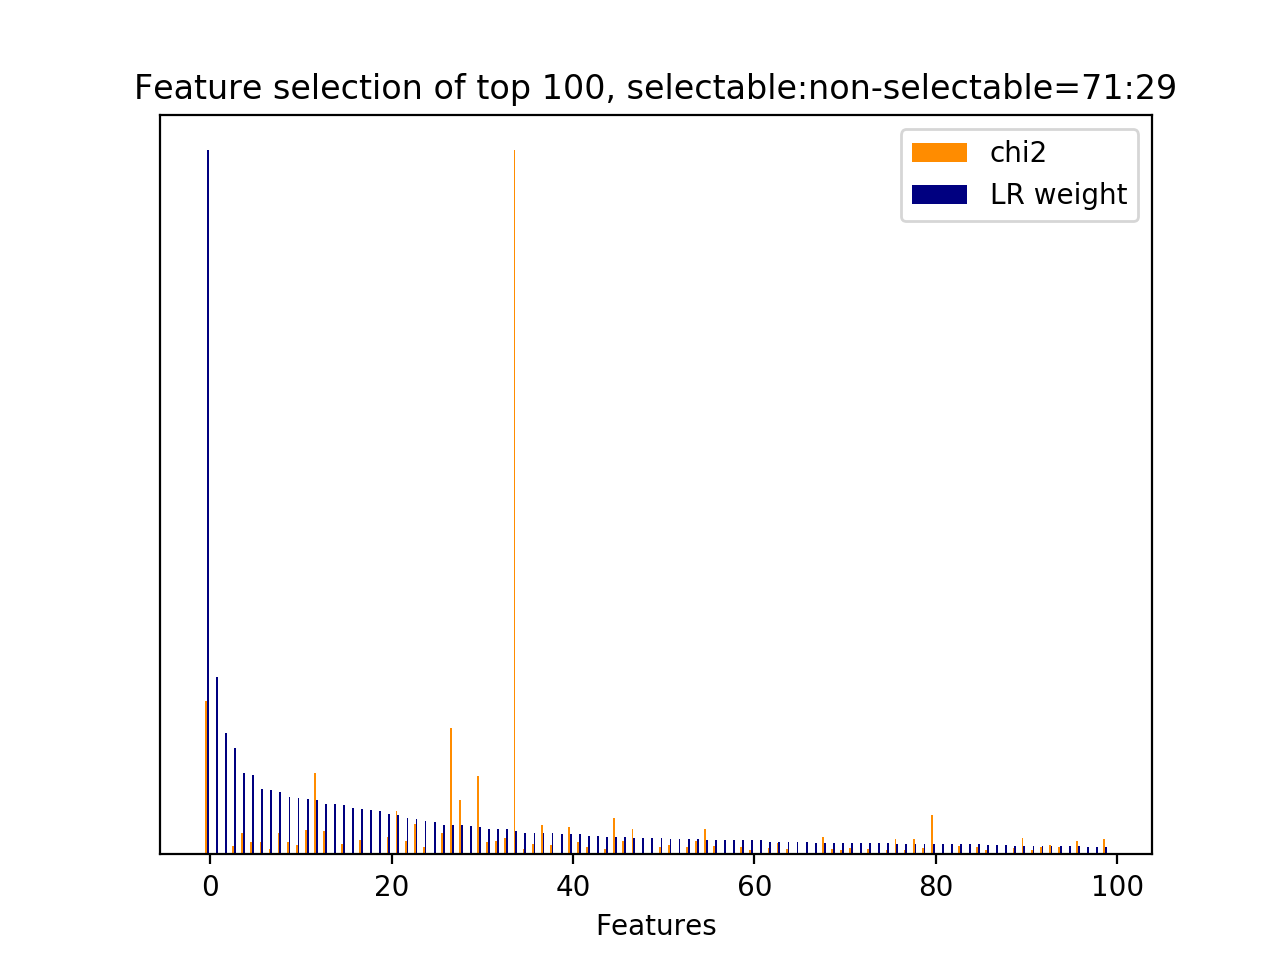 Feature selection of top 100, selectable:non-selectable=71:29
chi2
LR weight
0 20 40 60 80 100
Features